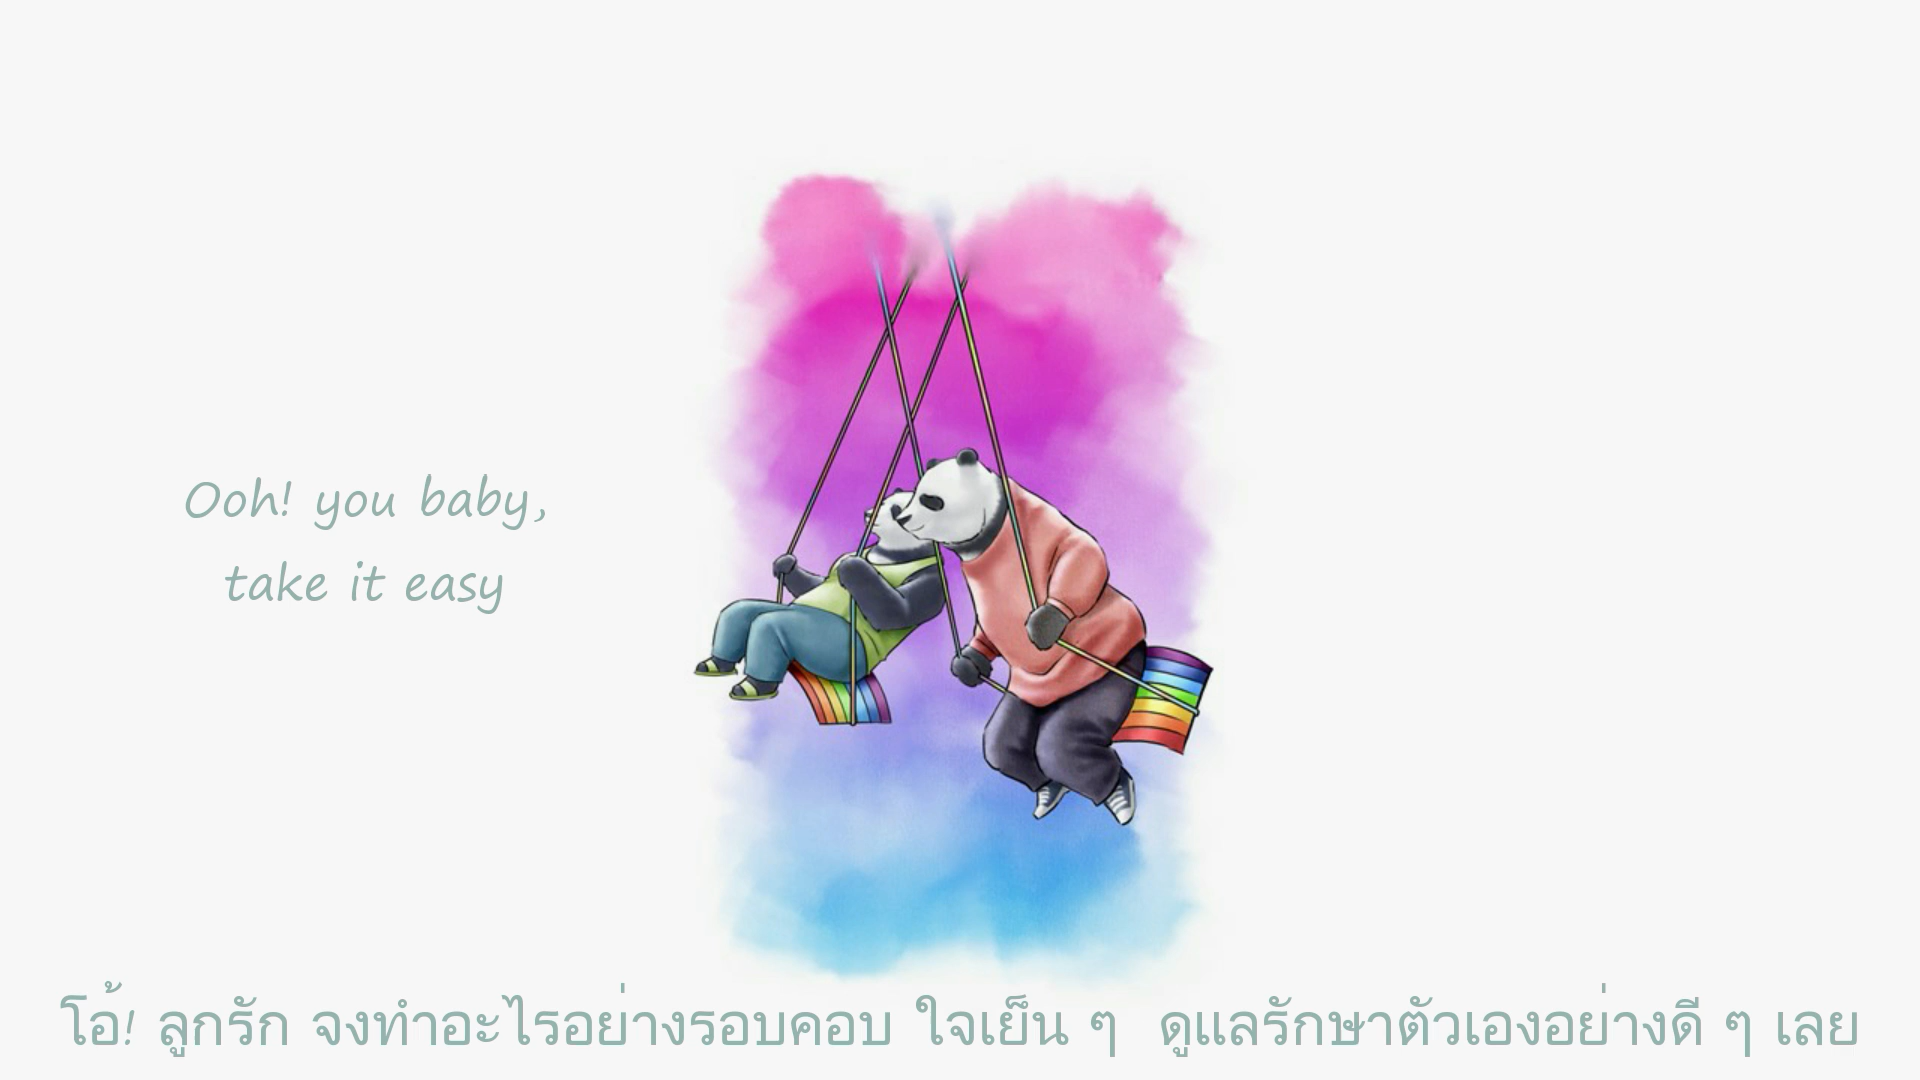 Ooh! you baby,
take it easy
โอ้! ลูกรัก จงทำอะไรอย่างรอบคอบ ใจเย็น ๆ  ดูแลรักษาตัวเองอย่างดี ๆ เลย